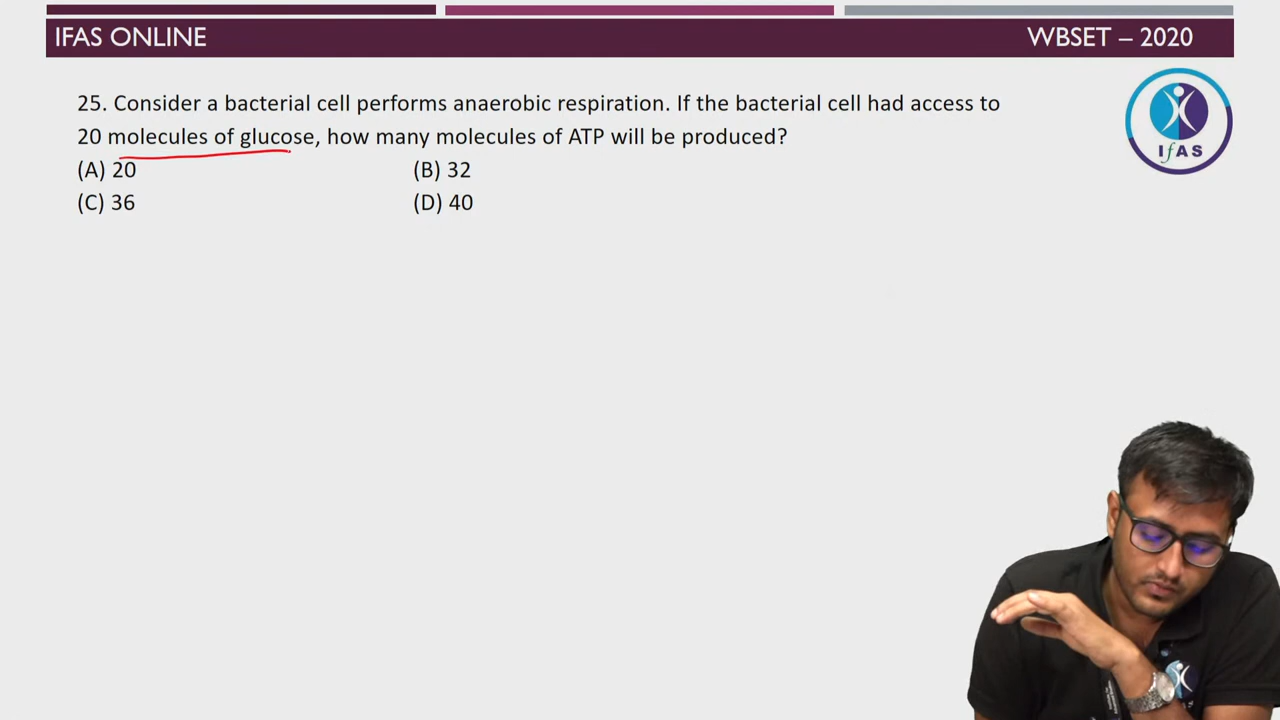 IFAS ONLINE
WBSET – 2020
25. Consider a bacterial cell performs anaerobic respiration. If the bacterial cell had access to
20 molecules of glucose, how many molecules of ATP will be produced?
(A) 20
(B) 32
(C) 36
(D) 40
IfAS